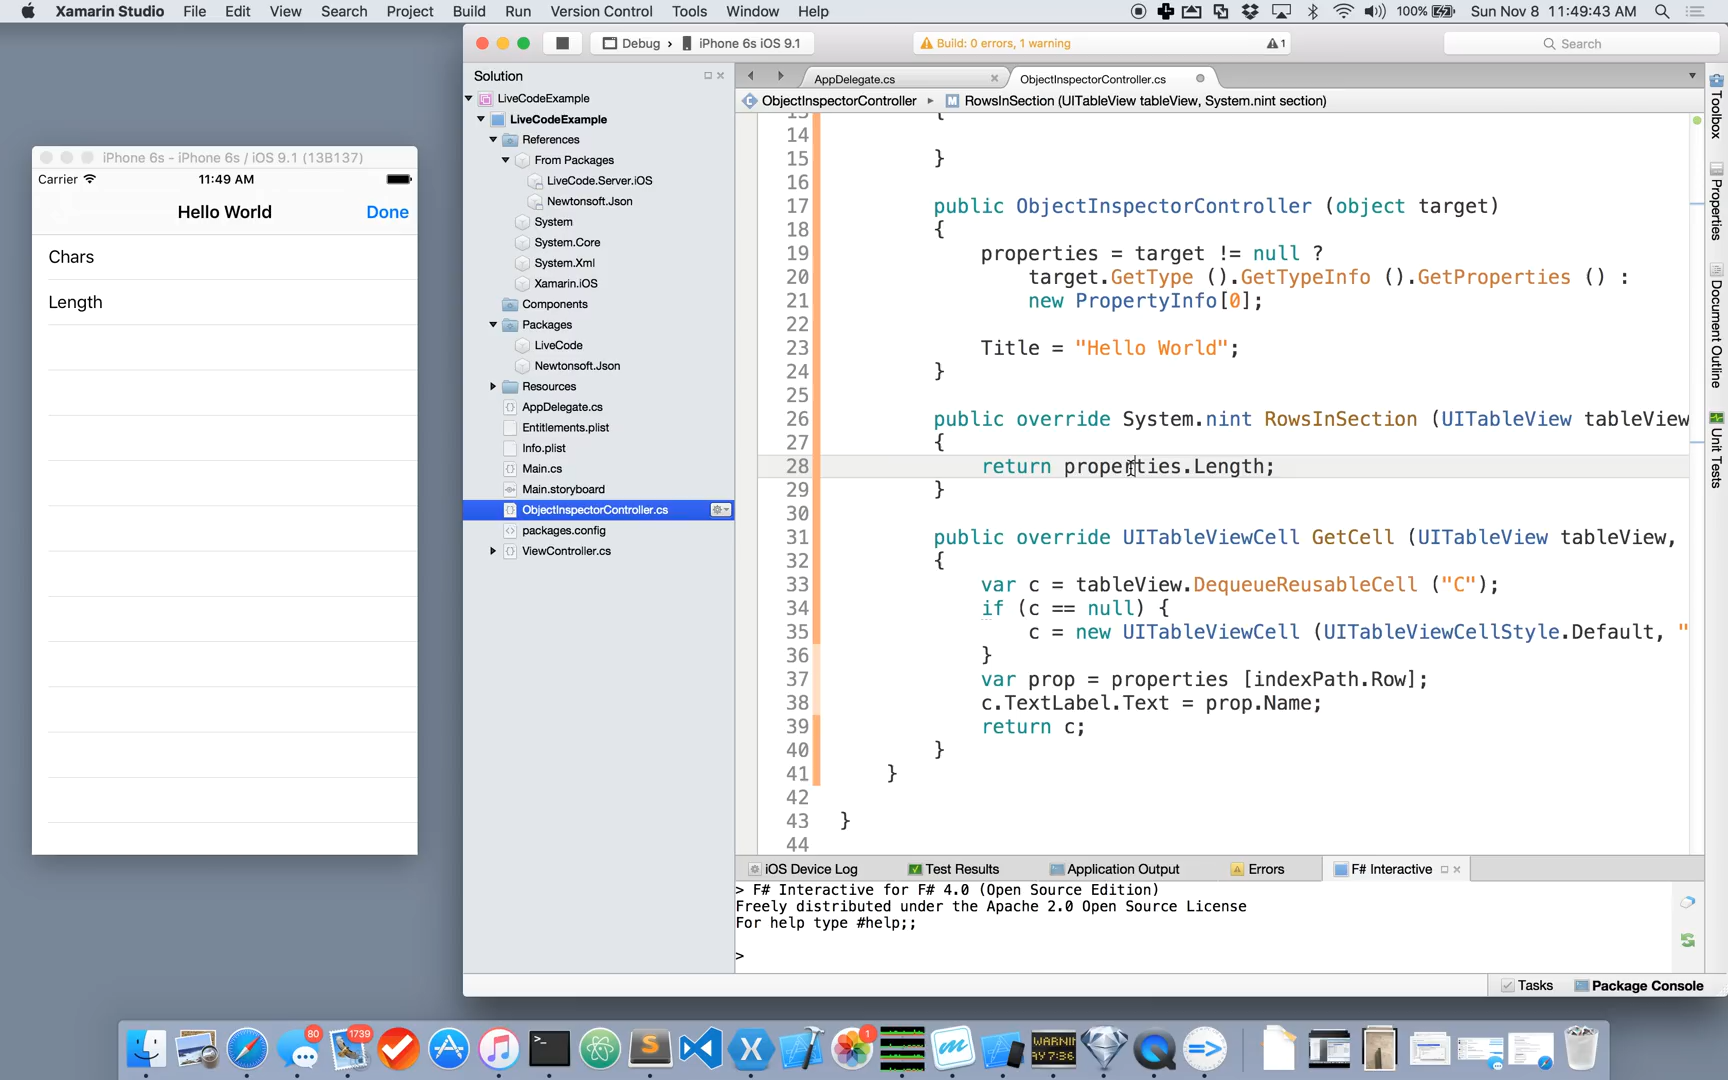 Xamarin Studio File Edit View Search Project Build Run Version Control Tools Window Help
100% Sun Nov 8 11:49:43 AM
Debug › iPhone 6s iOS 9.1
Build: 0 errors, 1 warning
1
Search
iPhone 6s - iPhone 6s / iOS 9.1 (13B137)
Carrier 11:49 AM
Hello World Done
Chars
Length
Solution
LiveCodeExample
LiveCodeExample
References
From Packages
LiveCode.Server.iOS
Newtonsoft.Json
System
System.Core
System.Xml
Xamarin.iOS
Components
Packages
LiveCode
Newtonsoft.Json
Resources
AppDelegate.cs
Entitlements.plist
Info.plist
Main.cs
Main.storyboard
ObjectInspectorController.cs
packages.config
ViewController.cs
AppDelegate.cs ObjectInspectorController.cs
ObjectInspectorController RowsInSection (UITableView tableView, System.nint section)
13 {
14
15 }
16
17 public ObjectInspectorController (object target)
18 {
19 properties = target != null ?
20 target.GetType ().GetTypeInfo ().GetProperties () :
21 new PropertyInfo[0];
22
23 Title = "Hello World";
24 }
25
26 public override System.nint RowsInSection (UITableView tableView
27 {
28 return properties.Length;
29 }
30
31 public override UITableViewCell GetCell (UITableView tableView,
32 {
33 var c = tableView.DequeueReusableCell ("C");
34 if (c == null) {
35 c = new UITableViewCell (UITableViewCellStyle.Default, "
36 }
37 var prop = properties [indexPath.Row];
38 c.TextLabel.Text = prop.Name;
39 return c;
40 }
41 }
42
43 }
44
Toolbox
Properties
Document Outline
Unit Tests
iOS Device Log Test Results Application Output Errors F# Interactive
> F# Interactive for F# 4.0 (Open Source Edition)
Freely distributed under the Apache 2.0 Open Source License
For help type #help;;
>
Tasks Package Console
80
1739
1